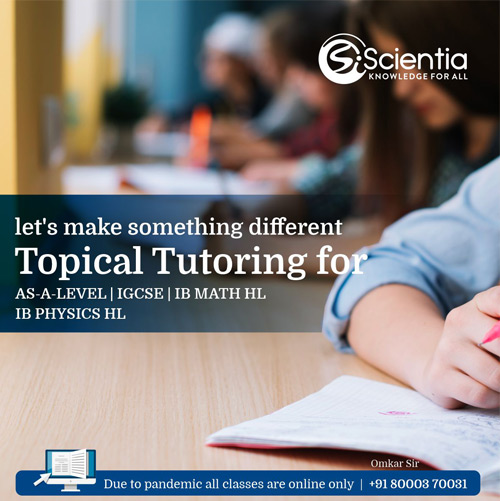 Scientia
KNOWLEDGE FOR ALL
let's make something different
Topical Tutoring for
AS-A-LEVEL | IGCSE | IB MATH HL
IB PHYSICS HL
Omkar Sir
Due to pandemic all classes are online only | +91 80003 70031